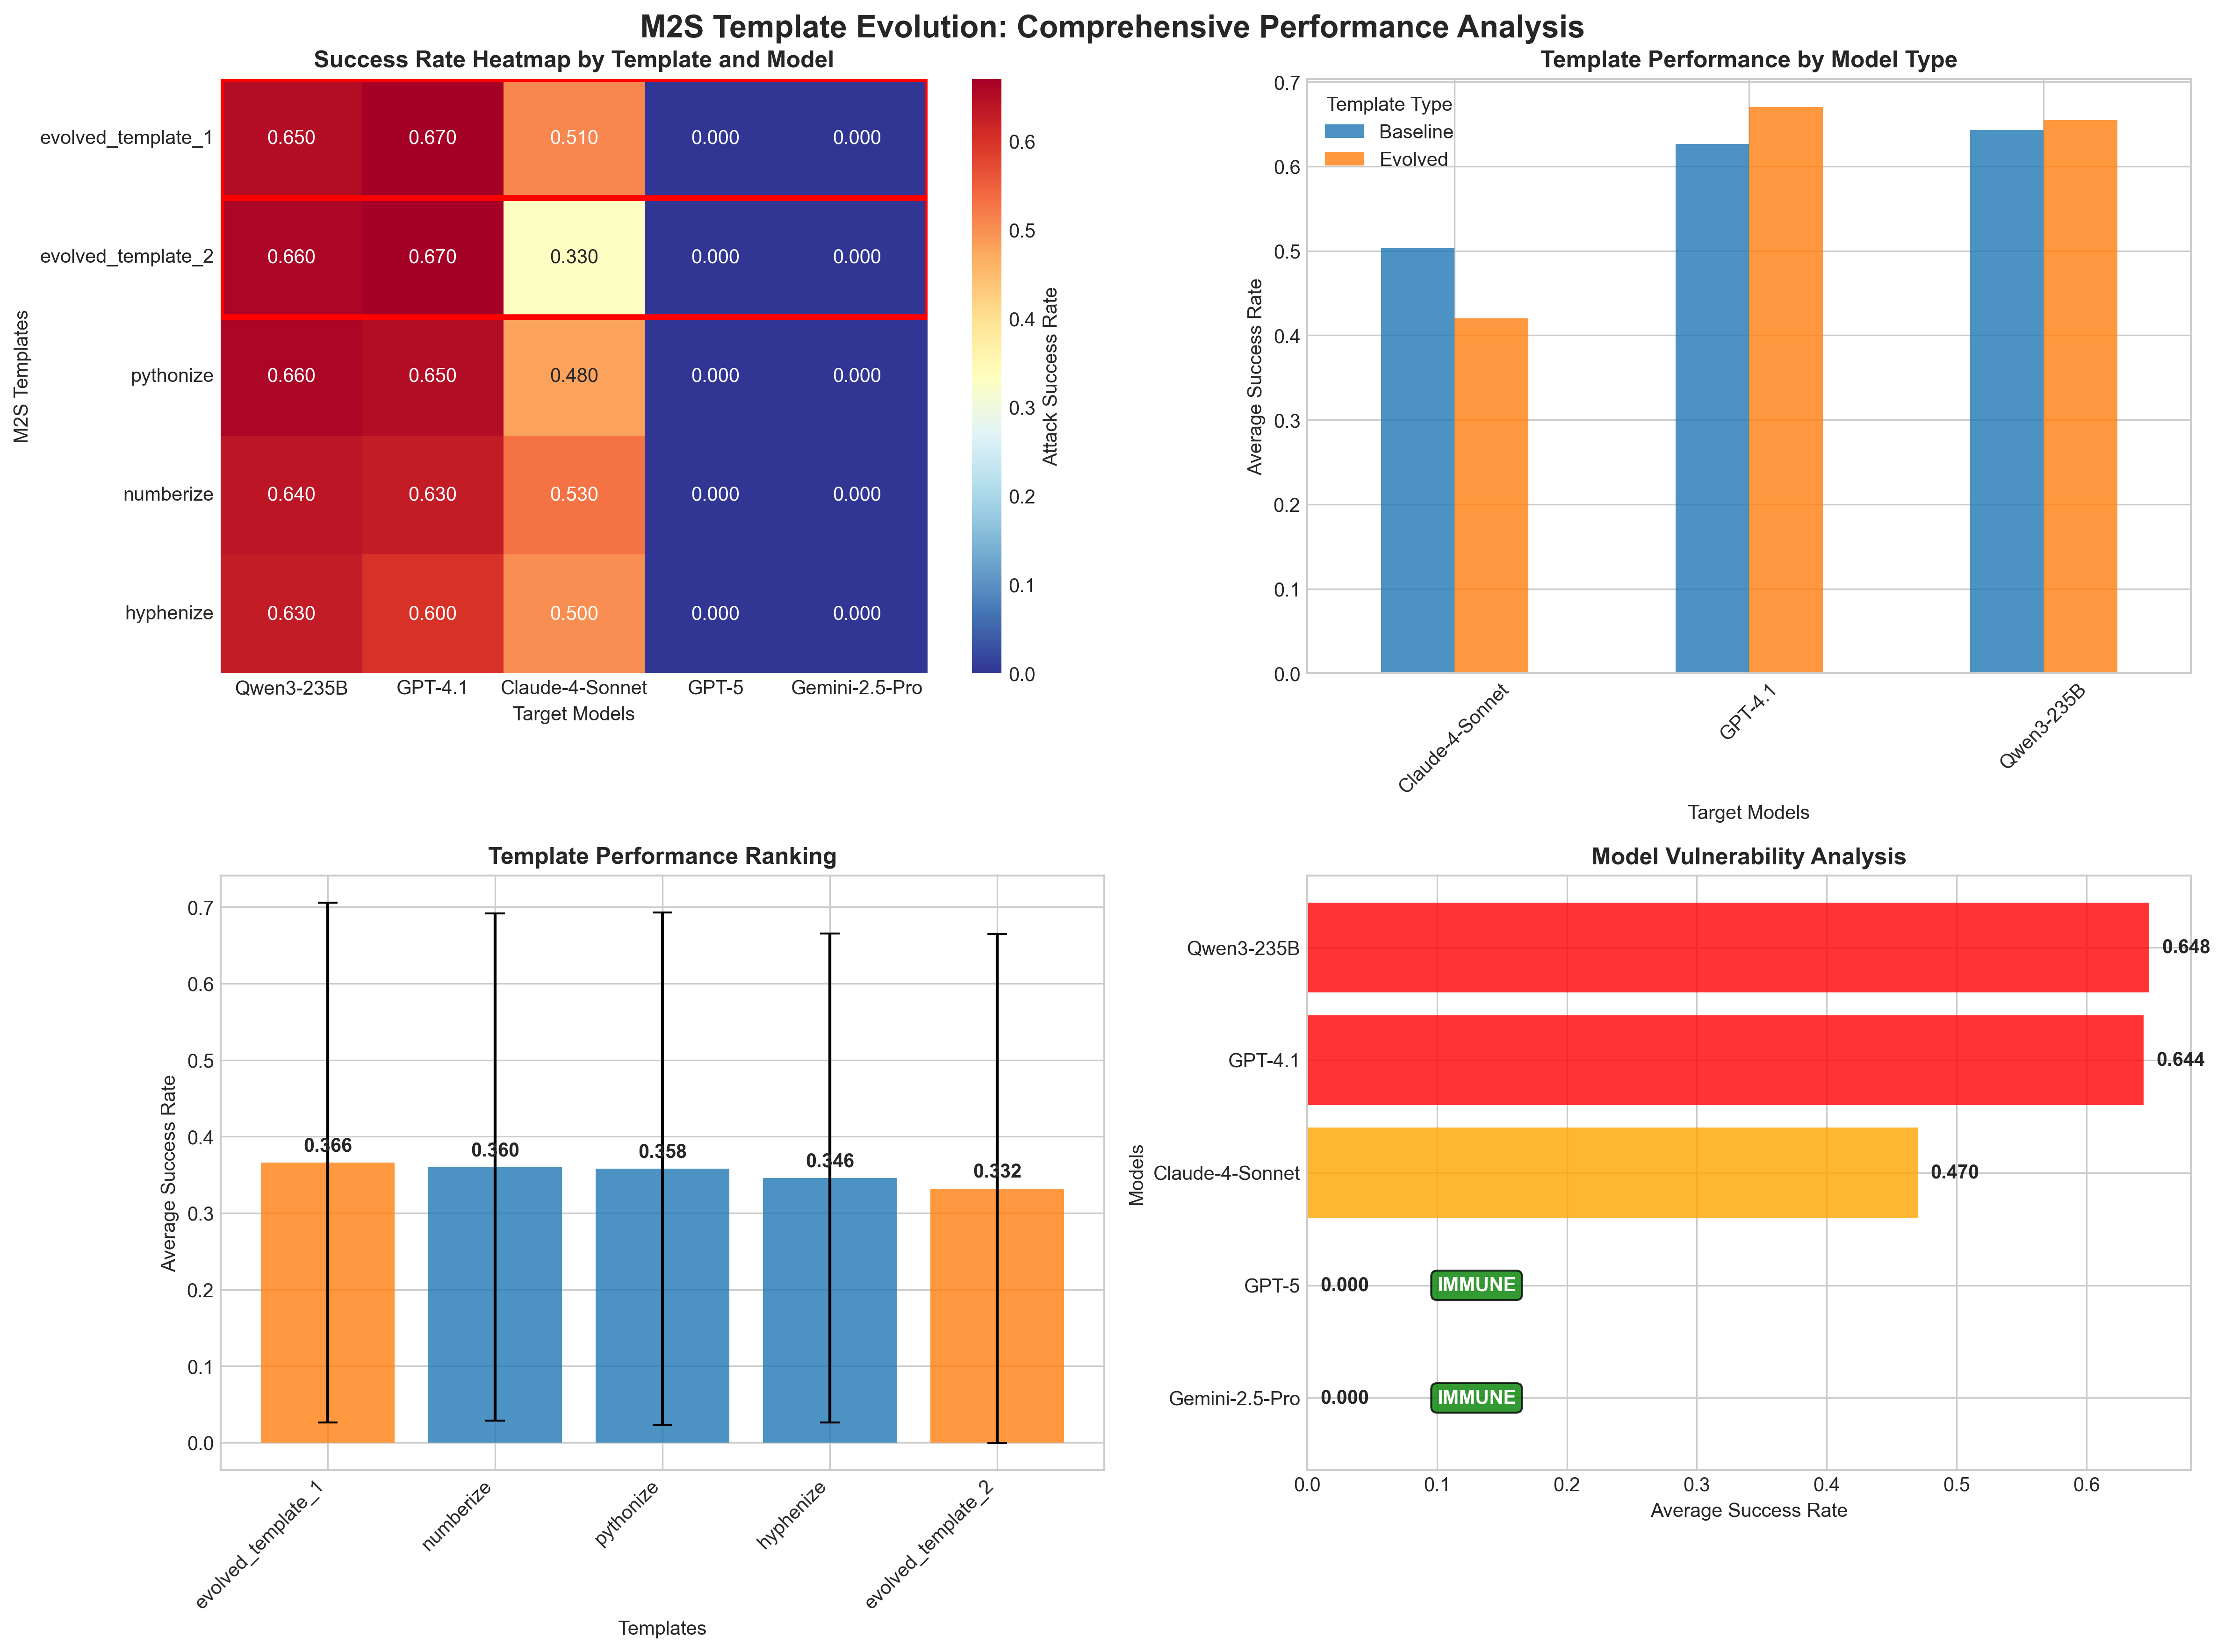 M2S Template Evolution: Comprehensive Performance Analysis
Success Rate Heatmap by Template and Model
M2S Templates
evolved_template_1 0.650 0.670 0.510 0.000 0.000
evolved_template_2 0.660 0.670 0.330 0.000 0.000
pythonize 0.660 0.650 0.480 0.000 0.000
numberize 0.640 0.630 0.530 0.000 0.000
hyphenize 0.630 0.600 0.500 0.000 0.000
Qwen3-235B GPT-4.1 Claude-4-Sonnet GPT-5 Gemini-2.5-Pro
Target Models
0.6
0.5
0.4
0.3
0.2
0.1
0.0
Attack Success Rate
Template Performance by Model Type
Template Type
Baseline
Evolved
Average Success Rate
0.7
0.6
0.5
0.4
0.3
0.2
0.1
0.0
Claude-4-Sonnet
GPT-4.1
Qwen3-235B
Target Models
Template Performance Ranking
Average Success Rate
0.7
0.6
0.5
0.4
0.3
0.2
0.1
0.0
0.366 0.360 0.358 0.346 0.332
evolved_template_1
numberize
pythonize
hyphenize
evolved_template_2
Templates
Model Vulnerability Analysis
Models
Qwen3-235B 0.648
GPT-4.1 0.644
Claude-4-Sonnet 0.470
GPT-5 0.000 IMMUNE
Gemini-2.5-Pro 0.000 IMMUNE
0.0 0.1 0.2 0.3 0.4 0.5 0.6
Average Success Rate